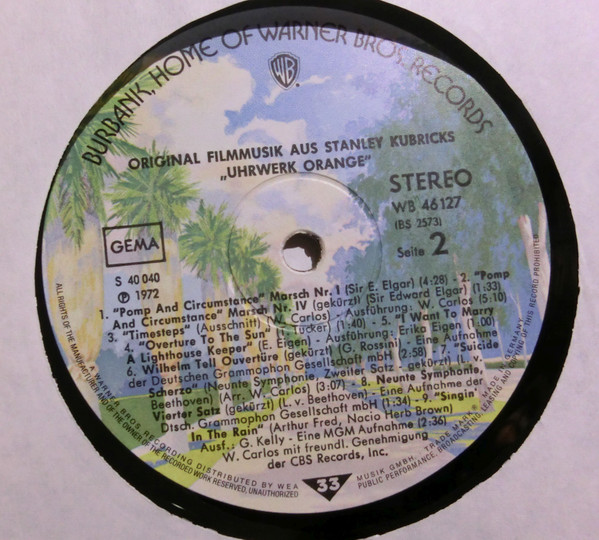 BURBANK, HOME OF WARNER BROS. RECORDS
WB
ORIGINAL FILMMUSIK AUS STANLEY KUBRICKS
„UHRWERK ORANGE"
STEREO
WB 46127
(BS 2573)
Seite 2
GEMA
S 40 040
Ⓟ 1972
1. "Pomp And Circumstance" Marsch Nr. I (Sir E. Elgar) (4:28) - 2. "Pomp
And Circumstance" Marsch Nr. IV (gekürzt) (Sir Edward Elgar) (1:33)
3. "Timesteps" (Ausschnitt) (W. Carlos) - Ausführung: W. Carlos (5:10)
4. "Overture To The Sun" (T. Tucker) (1:40) - 5. "I Want To Marry
A Lighthouse Keeper" (E. Eigen) - Ausführung: Erika Eigen (1:00)
6. Wilhelm Tell Ouvertüre (gekürzt) (G. Rossini) - Eine Aufnahme
der Deutschen Grammophon Gesellschaft mbH (2:58) - 7. "Suicide
Scherzo" (Neunte Symphonie, Zweiter Satz - gekürzt) (L. v.
Beethoven) (Arr. W. Carlos) (3:07) - 8. Neunte Symphonie,
Vierter Satz (gekürzt) (L. v. Beethoven) - Eine Aufnahme der
Dtsch. Grammophon Gesellschaft mbH (1:34) - 9. "Singin'
In The Rain" (Arthur Fred, Nacio Herb Brown)
Ausf.: G. Kelly - Eine MGM Aufnahme (2:36)
W. Carlos mit freundl. Genehmigung
der CBS Records, Inc.
33
ALL RIGHTS OF THE MANUFACTURER AND OF THE OWNER OF THE RECORDED WORK RESERVED, UNAUTHORIZED
PUBLIC PERFORMANCE, BROADCASTING, LEASING AND COPYING OF THIS RECORD PROHIBITED
A WARNER BROS. RECORDING DISTRIBUTED BY WEA
MUSIK GMBH, TRADE MARK, MADE IN GERMANY